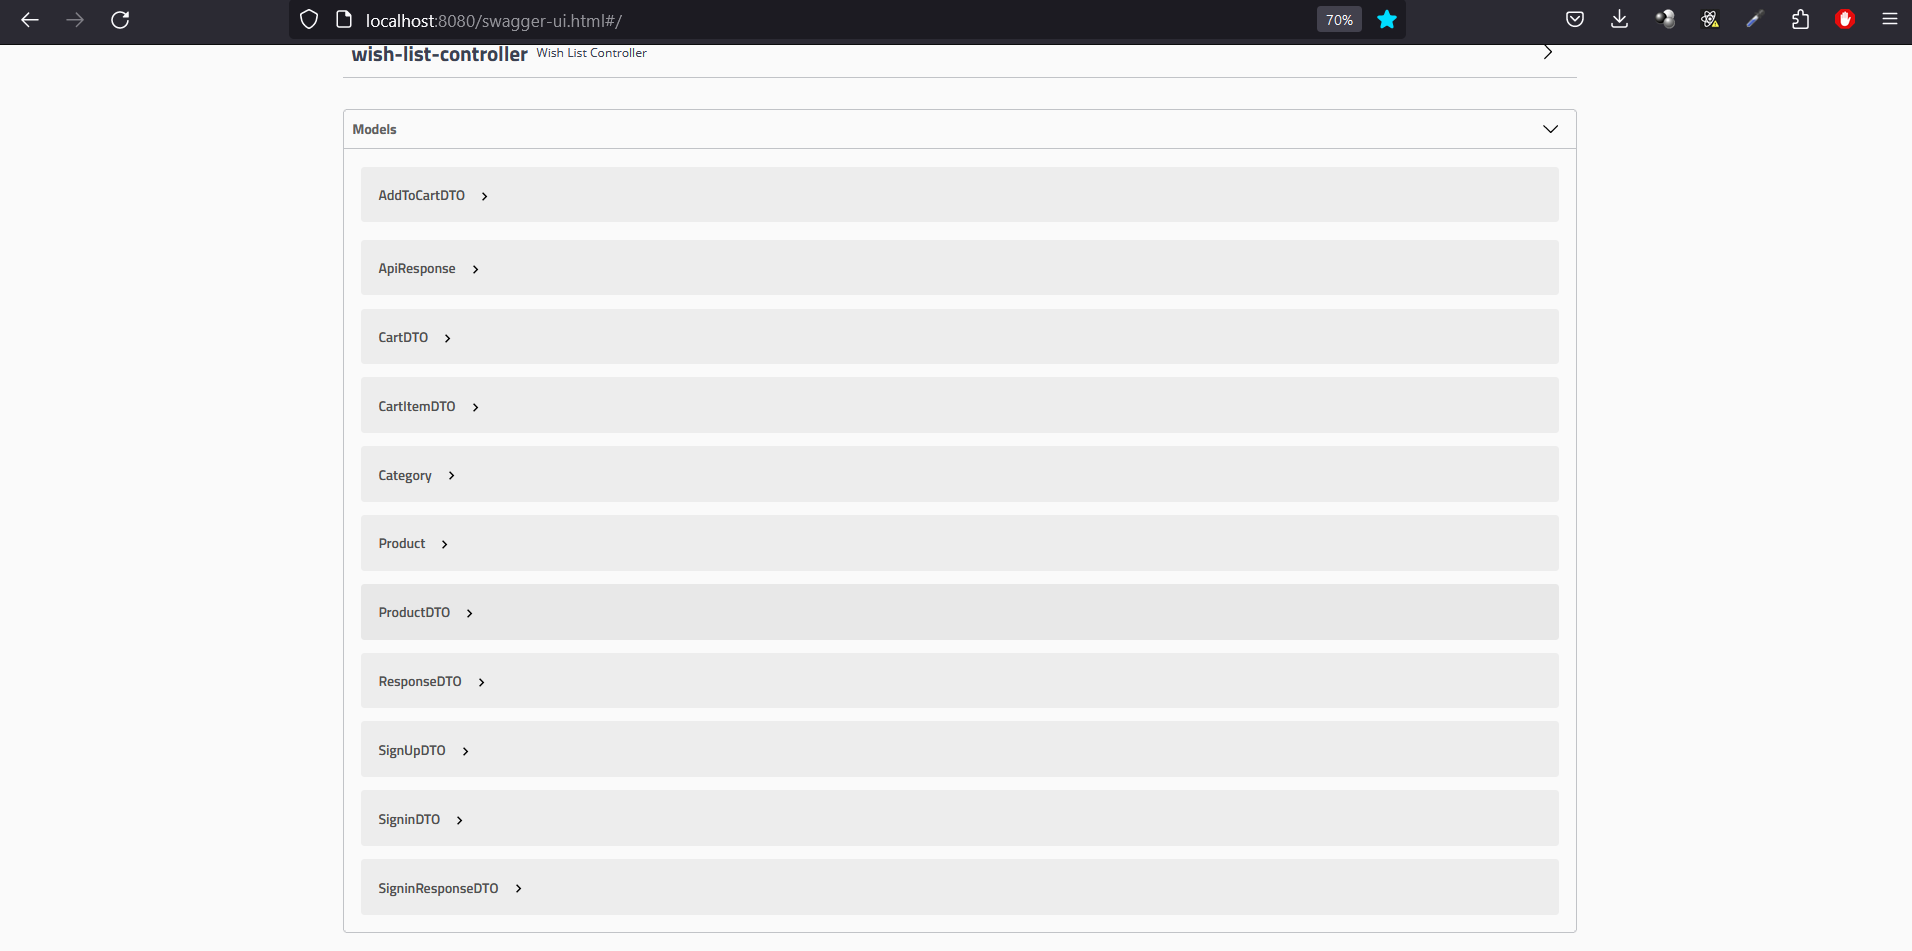 localhost:8080/swagger-ui.html#/ 70%
wish-list-controller Wish List Controller
Models
AddToCartDTO
ApiResponse
CartDTO
CartItemDTO
Category
Product
ProductDTO
ResponseDTO
SignUpDTO
SigninDTO
SigninResponseDTO